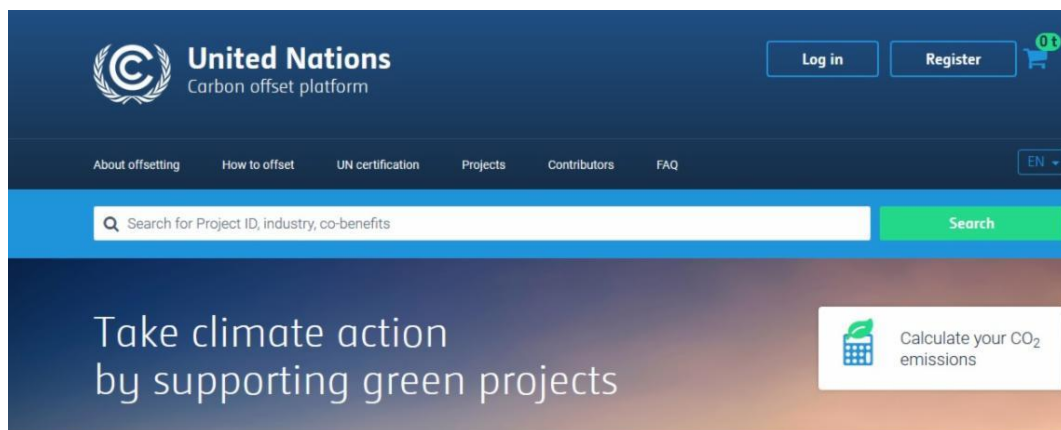 United Nations
Carbon offset platform
Log in
Register
0 t
About offsetting
How to offset
UN certification
Projects
Contributors
FAQ
EN
Search for Project ID, industry, co-benefits
Search
Take climate action
by supporting green projects
Calculate your CO₂
emissions